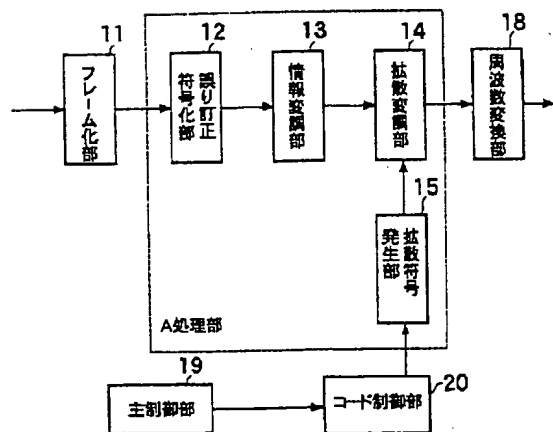 11
フレーム化部
12
誤り訂正
符号化部
13
情報変調部
14
拡散変調部
18
周波数変換部
15
拡散符号
発生部
A処理部
19
主制御部
コード制御部
20